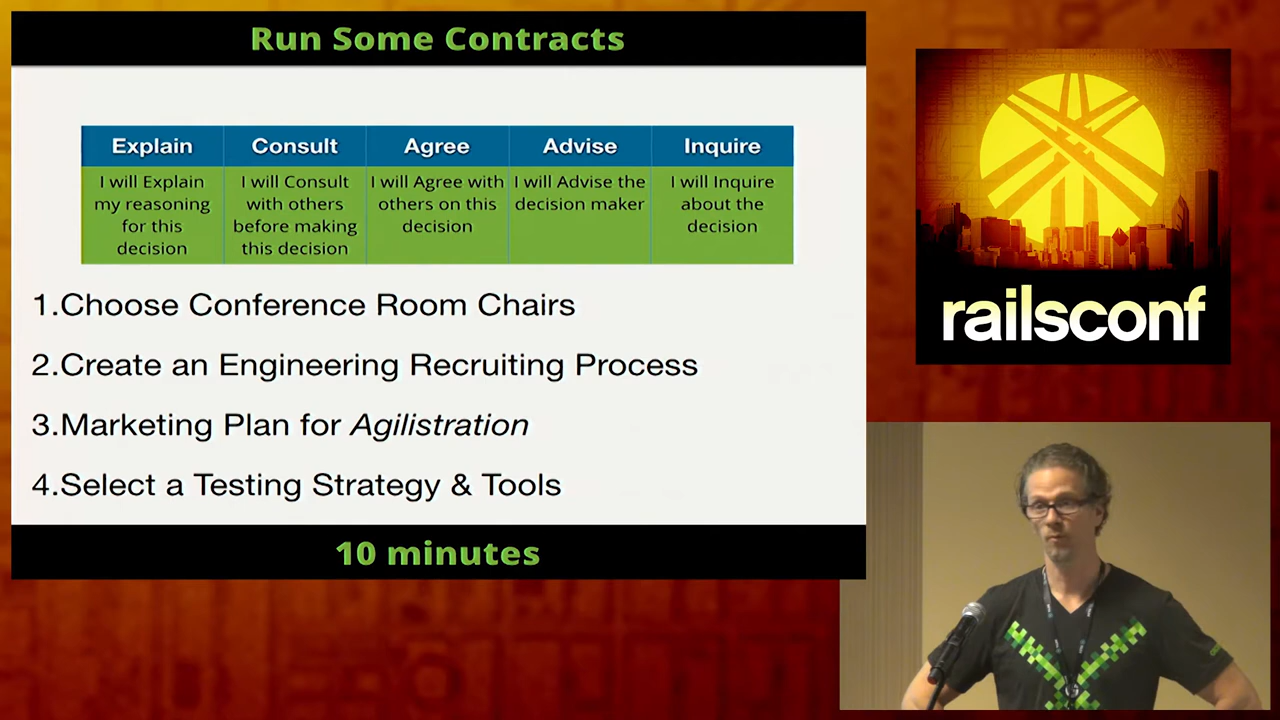 Run Some Contracts
Explain Consult Agree Advise Inquire
I will Explain
my reasoning
for this
decision
I will Consult
with others
before making
this decision
I will Agree with
others on this
decision
I will Advise the
decision maker
I will Inquire
about the
decision
1.Choose Conference Room Chairs
2.Create an Engineering Recruiting Process
3.Marketing Plan for Agilistration
4.Select a Testing Strategy & Tools
10 minutes
railsconf